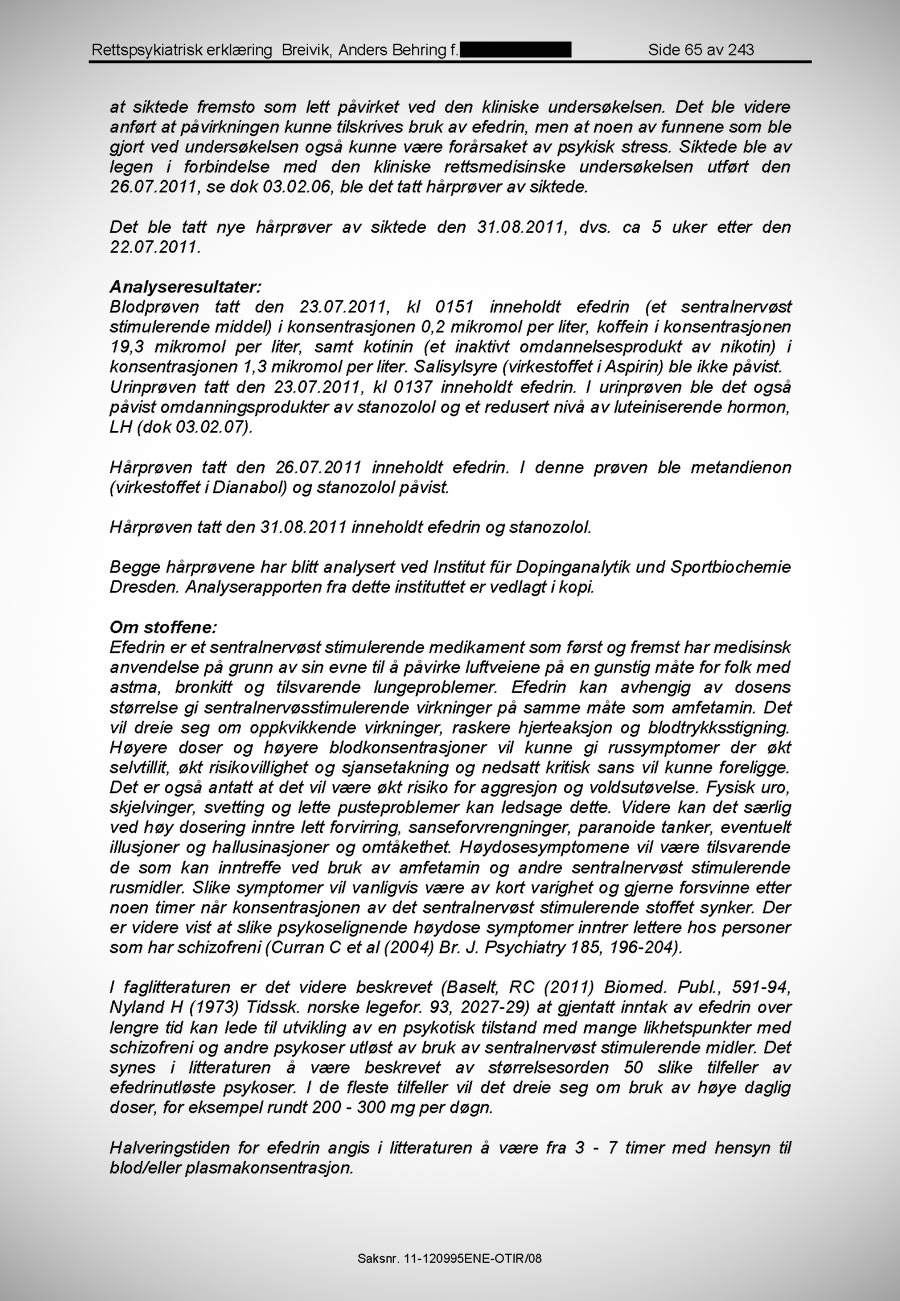 Rettspsykiatrisk erklæring Breivik, Anders Behring f. Side 65 av 243
at siktede fremsto som lett påvirket ved den kliniske undersøkelsen. Det ble videre
anført at påvirkningen kunne tilskrives bruk av efedrin, men at noen av funnene som ble
gjort ved undersøkelsen også kunne være forårsaket av psykisk stress. Siktede ble av
legen i forbindelse med den kliniske rettsmedisinske undersøkelsen utført den
26.07.2011, se dok 03.02.06, ble det tatt hårprøver av siktede.
Det ble tatt nye hårprøver av siktede den 31.08.2011, dvs. ca 5 uker etter den
22.07.2011.
Analyseresultater:
Blodprøven tatt den 23.07.2011, kl 0151 inneholdt efedrin (et sentralnervøst
stimulerende middel) i konsentrasjonen 0,2 mikromol per liter, koffein i konsentrasjonen
19,3 mikromol per liter, samt kotinin (et inaktivt omdannelsesprodukt av nikotin) i
konsentrasjonen 1,3 mikromol per liter. Salisylsyre (virkestoffet i Aspirin) ble ikke påvist.
Urinprøven tatt den 23.07.2011, kl 0137 inneholdt efedrin. I urinprøven ble det også
påvist omdanningsprodukter av stanozolol og et redusert nivå av luteiniserende hormon,
LH (dok 03.02.07).
Hårprøven tatt den 26.07.2011 inneholdt efedrin. I denne prøven ble metandienon
(virkestoffet i Dianabol) og stanozolol påvist.
Hårprøven tatt den 31.08.2011 inneholdt efedrin og stanozolol.
Begge hårprøvene har blitt analysert ved Institut für Dopinganalytik und Sportbiochemie
Dresden. Analyserapporten fra dette instituttet er vedlagt i kopi.
Om stoffene:
Efedrin er et sentralnervøst stimulerende medikament som først og fremst har medisinsk
anvendelse på grunn av sin evne til å påvirke luftveiene på en gunstig måte for folk med
astma, bronkitt og tilsvarende lungeproblemer. Efedrin kan avhengig av dosens
størrelse gi sentralnervøsstimulerende virkninger på samme måte som amfetamin. Det
vil dreie seg om oppkvikkende virkninger, raskere hjerteaksjon og blodtrykksstigning.
Høyere doser og høyere blodkonsentrasjoner vil kunne gi russymptomer der økt
selvtillit, økt risikovillighet og sjansetakning og nedsatt kritisk sans vil kunne foreligge.
Det er også antatt at det vil være økt risiko for aggresjon og voldsutøvelse. Fysisk uro,
skjelvinger, svetting og lette pusteproblemer kan ledsage dette. Videre kan det særlig
ved høy dosering inntre lett forvirring, sanseforvrengninger, paranoide tanker, eventuelt
illusjoner og hallusinasjoner og omtåkethet. Høydosesymptomene vil være tilsvarende
de som kan inntreffe ved bruk av amfetamin og andre sentralnervøst stimulerende
rusmidler. Slike symptomer vil vanligvis være av kort varighet og gjerne forsvinne etter
noen timer når konsentrasjonen av det sentralnervøst stimulerende stoffet synker. Der
er videre vist at slike psykoselignende høydose symptomer inntrer lettere hos personer
som har schizofreni (Curran C et al (2004) Br. J. Psychiatry 185, 196-204).
I faglitteraturen er det videre beskrevet (Baselt, RC (2011) Biomed. Publ., 591-94,
Nyland H (1973) Tidssk. norske legefor. 93, 2027-29) at gjentatt inntak av efedrin over
lengre tid kan lede til utvikling av en psykotisk tilstand med mange likhetspunkter med
schizofreni og andre psykoser utløst av bruk av sentralnervøst stimulerende midler. Det
synes i litteraturen å være beskrevet av størrelsesorden 50 slike tilfeller av
efedrinutløste psykoser. I de fleste tilfeller vil det dreie seg om bruk av høye daglig
doser, for eksempel rundt 200 - 300 mg per døgn.
Halveringstiden for efedrin angis i litteraturen å være fra 3 - 7 timer med hensyn til
blod/eller plasmakonsentrasjon.
Saksnr. 11-120995ENE-OTIR/08